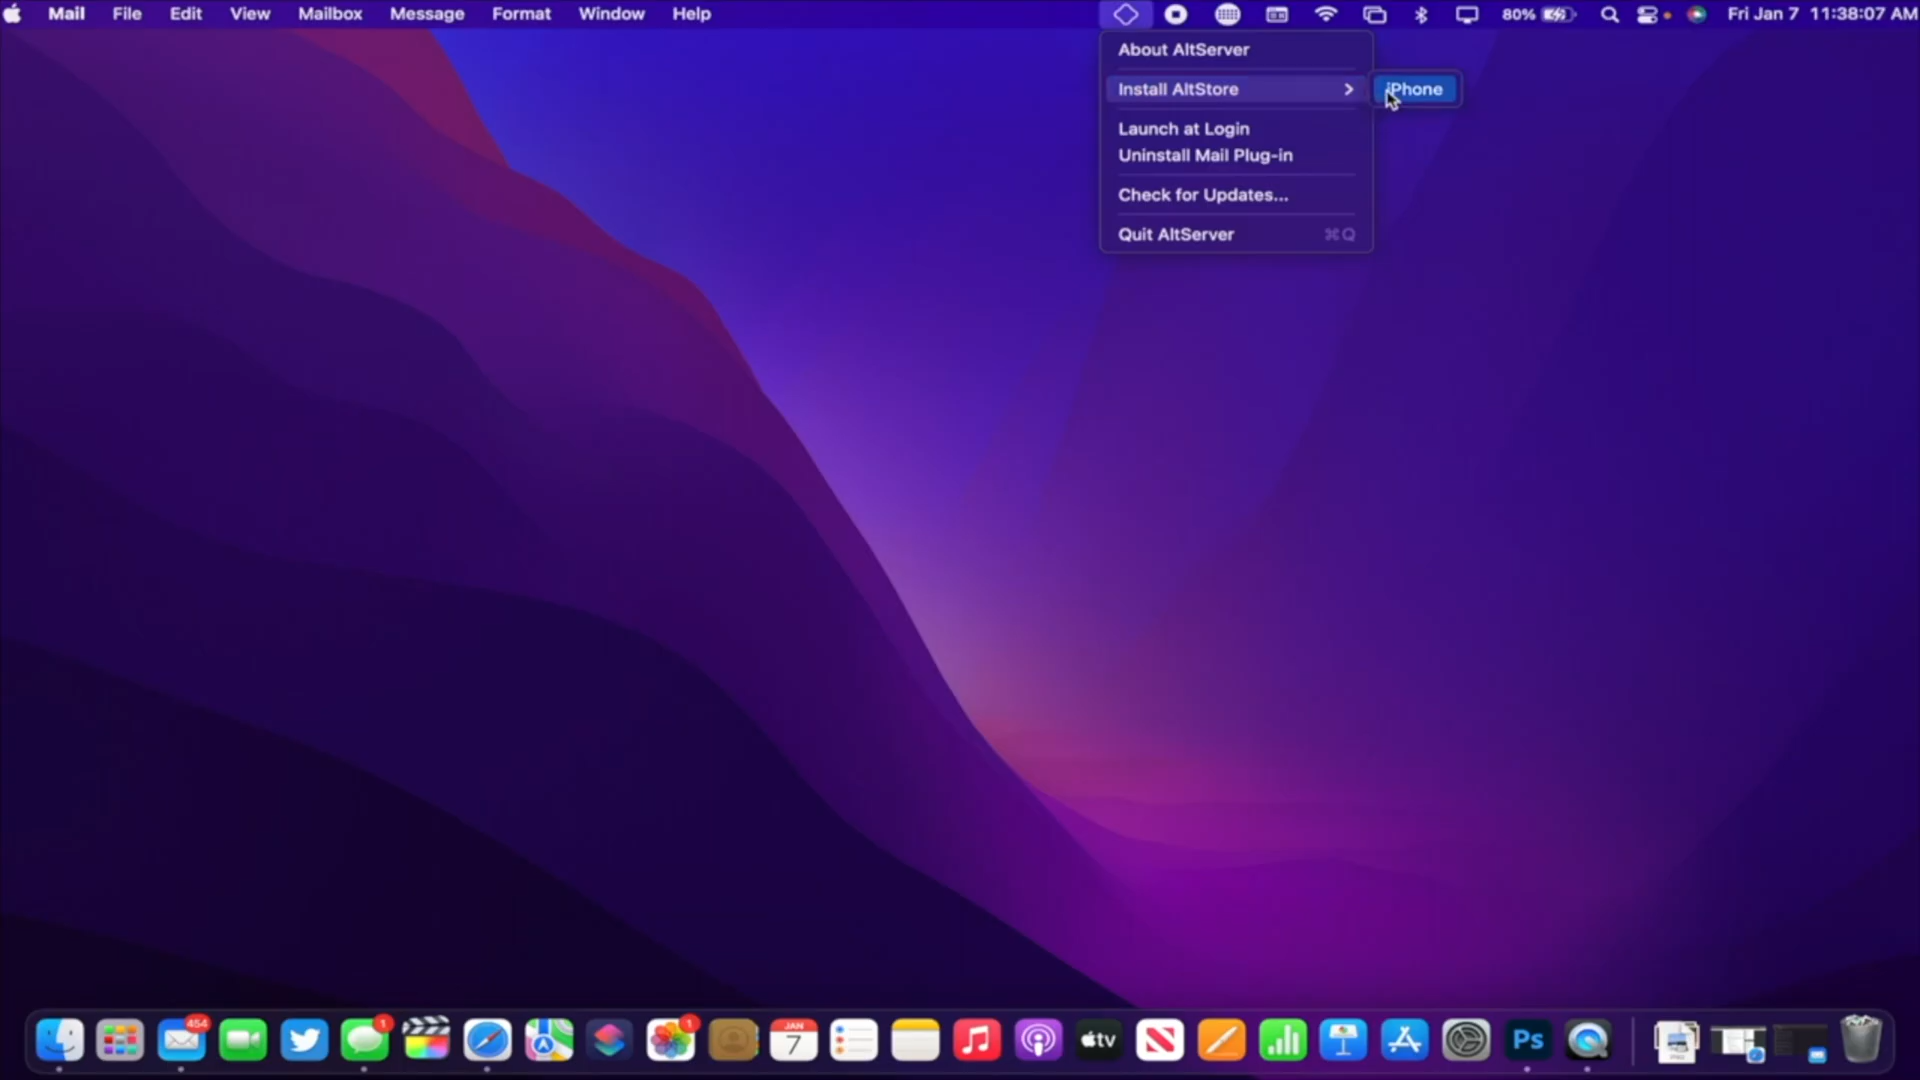 Mail File Edit View Mailbox Message Format Window Help 80% Fri Jan 7 11:38:07 AM
About AltServer
Install AltStore iPhone
Launch at Login
Uninstall Mail Plug-in
Check for Updates...
Quit AltServer ⌘Q
454
1
1
JAN
7
tv
Ps